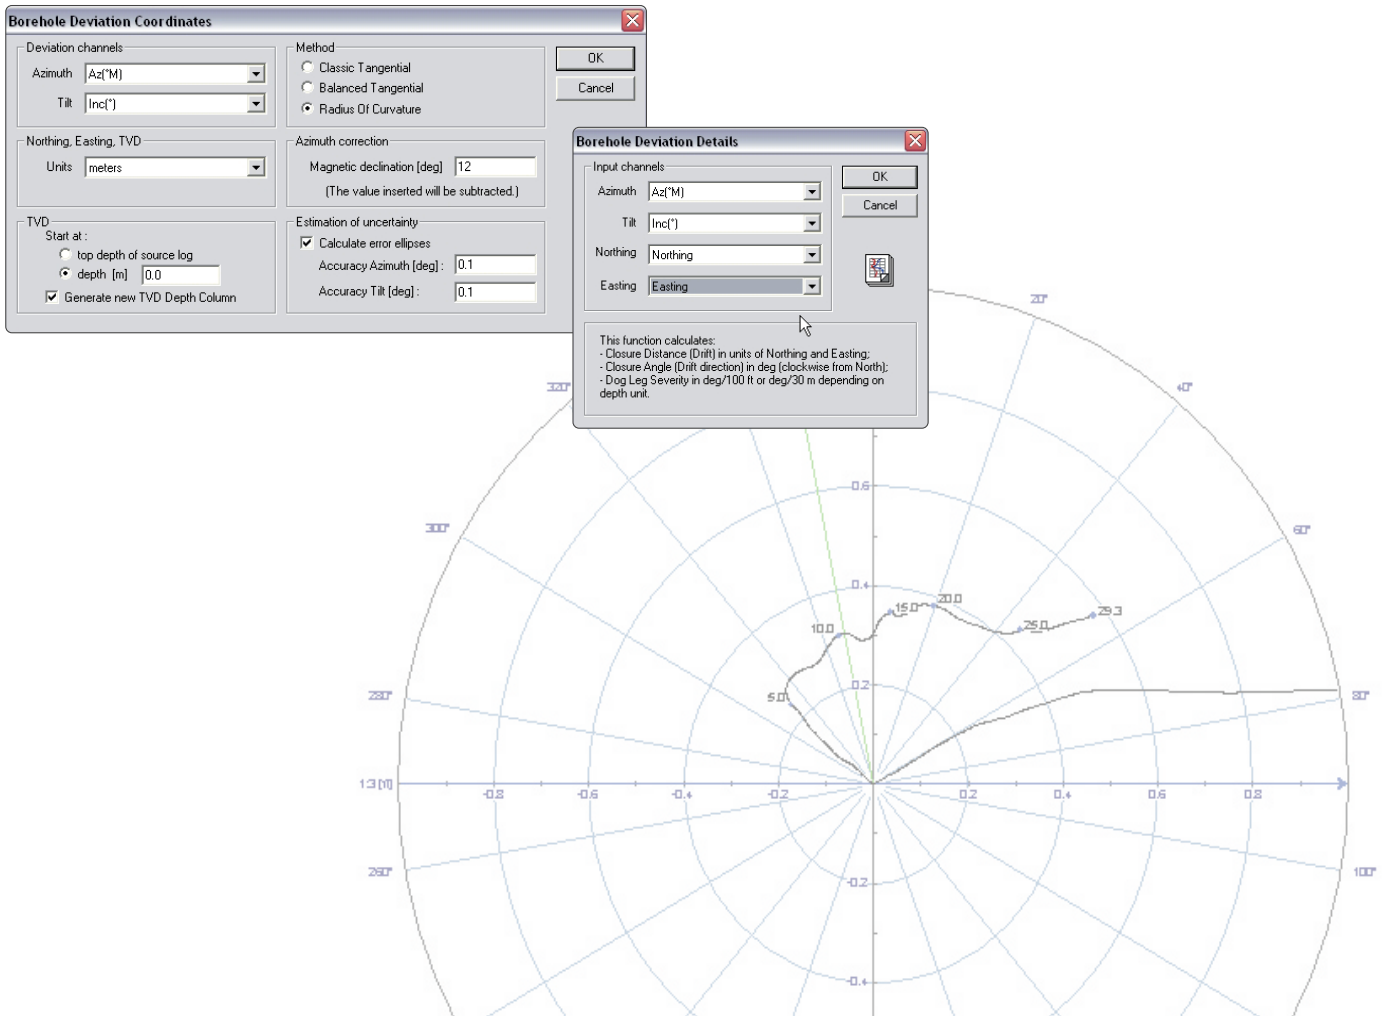 Borehole Deviation Coordinates
Deviation channels
Azimuth Az(°M)
Tilt Inc(°)
Northing, Easting, TVD
Units meters
TVD
Start at :
top depth of source log
depth [m] 0.0
Generate new TVD Depth Column
Method
Classic Tangential
Balanced Tangential
Radius Of Curvature
Azimuth correction
Magnetic declination [deg] 12
(The value inserted will be subtracted.)
Estimation of uncertainty
Calculate error ellipses
Accuracy Azimuth [deg] : 0.1
Accuracy Tilt [deg] : 0.1
OK
Cancel
Borehole Deviation Details
Input channels
Azimuth Az(°M)
Tilt Inc(°)
Northing Northing
Easting Easting
OK
Cancel
This function calculates:
- Closure Distance (Drift) in units of Northing and Easting;
- Closure Angle (Drift direction) in deg (clockwise from North);
- Dog Leg Severity in deg/100 ft or deg/30 m depending on
depth unit.
20°
320°
40°
0.6
300°
60°
0.4
15.0
20.0
10.0
25.0
29.3
280°
5.0
0.2
80°
-0.8
-0.6
-0.4
-0.2
0.2
0.4
0.6
0.8
260°
-0.2
100°
-0.4